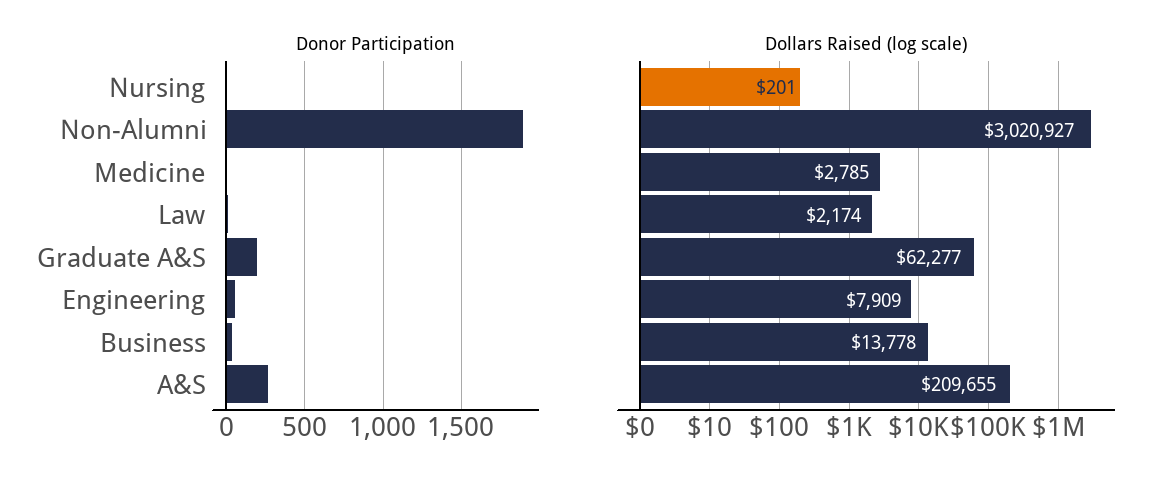 Donor Participation
Dollars Raised (log scale)
Nursing
$201
Non-Alumni
$3,020,927
Medicine
$2,785
Law
$2,174
Graduate A&S
$62,277
Engineering
$7,909
Business
$13,778
A&S
$209,655
0 500 1,000 1,500
$0 $10 $100 $1K $10K $100K $1M